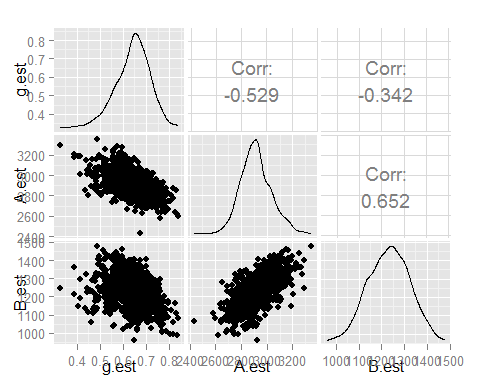 g.est
0.8
0.7
0.6
0.5
0.4
Corr:
-0.529
Corr:
-0.342
A.est
3200
3000
2800
2600
2400
Corr:
0.652
B.est
1500
1400
1300
1200
1100
1000
0.4 0.5 0.6 0.7 0.8
2400 2600 2800 3000 3200
1000 1100 1200 1300 1400 1500
g.est A.est B.est